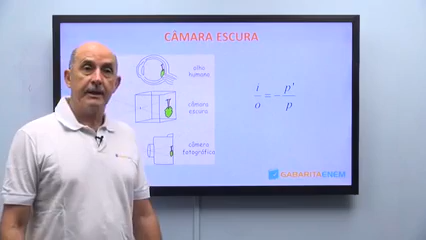 CÂMARA ESCURA
olho
humano
câmara
escura
câmera
fotográfica
i/o = - p'/p
GABARITAENEM